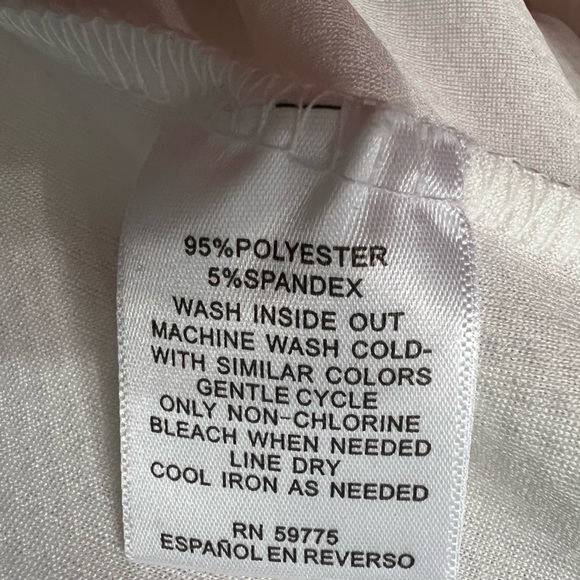 95%POLYESTER
5%SPANDEX
WASH INSIDE OUT
MACHINE WASH COLD-
WITH SIMILAR COLORS
GENTLE CYCLE
ONLY NON-CHLORINE
BLEACH WHEN NEEDED
LINE DRY
COOL IRON AS NEEDED
RN 59775
ESPAÑOL EN REVERSO